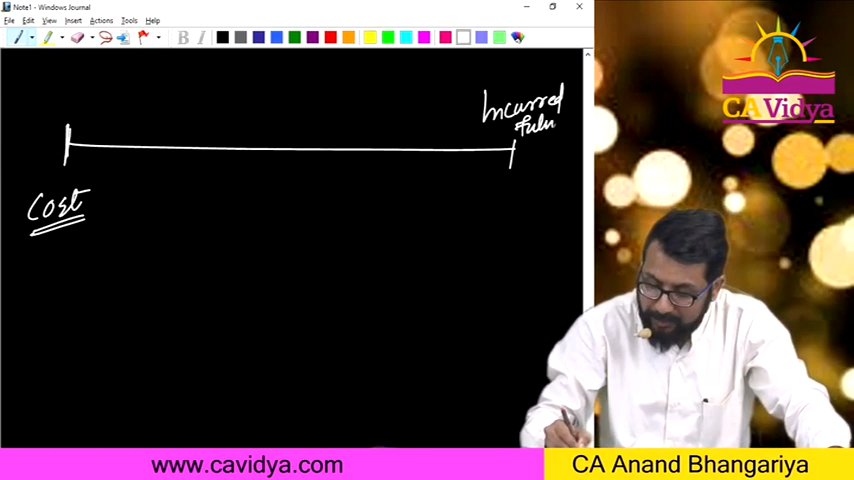 Note1 - Windows Journal
File Edit View Insert Actions Tools Help
B I
Incurred
Cost
CA Vidya
www.cavidya.com
CA Anand Bhangariya